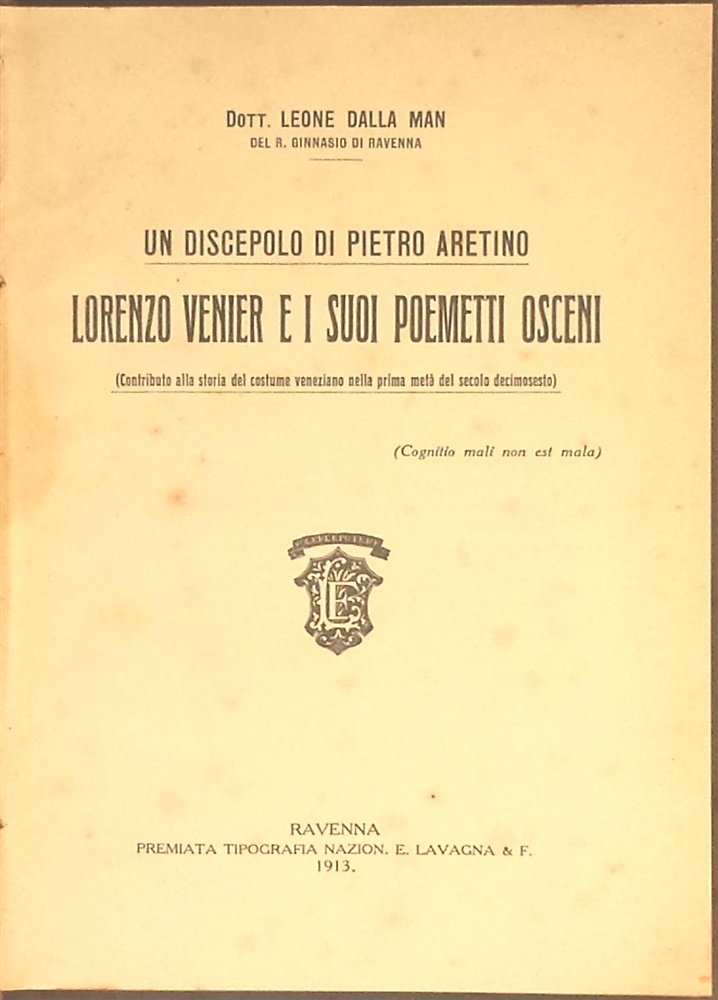 DOTT. LEONE DALLA MAN
DEL R. GINNASIO DI RAVENNA
UN DISCEPOLO DI PIETRO ARETINO
LORENZO VENIER E I SUOI POEMETTI OSCENI
(Contributo alla storia del costume veneziano nella prima metà del secolo decimosesto)
(Cognitio mali non est mala)
RAVENNA
PREMIATA TIPOGRAFIA NAZION. E. LAVAGNA & F.
1913.